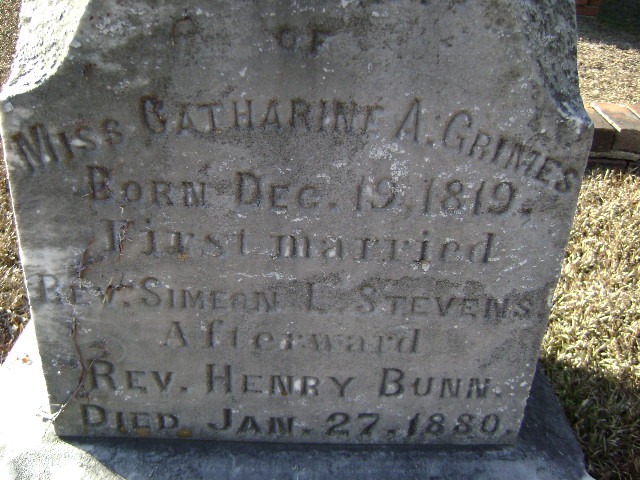 OF
MISS CATHARINE A. GRIMES
BORN DEC. 19, 1819.
First married
REV. SIMEON L. STEVENS.
Afterward
REV. HENRY BUNN.
DIED JAN. 27, 1880.